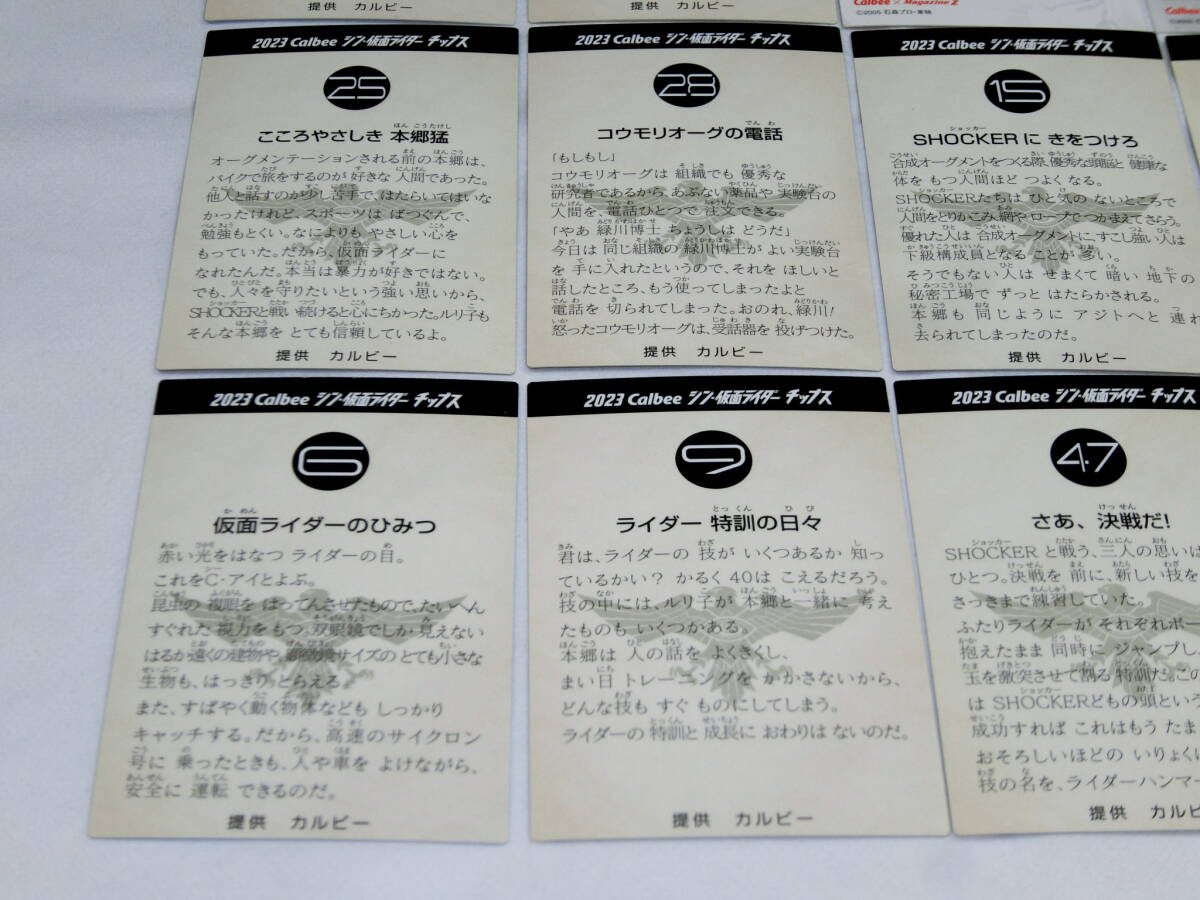 提供 カルビー
提供 カルビー
Calbee × Magazine Z
©2005 石森プロ・東映
2023 Calbee シン・仮面ライダー チップス
25
こころやさしき 本郷猛
オーグメンテーションされる前の本郷は、
バイクで旅をするのが 好きな 人間であった。
他人と話すのが少し苦手で、はたらいてはいな
かったけれど、スポーツは ばつぐんで、
勉強もとくい。なによりも、やさしい心を
もっていた。だから、仮面ライダーに
なれたんだ。本当は暴力が好きではない。
でも、人々を守りたいという強い思いから、
SHOCKERと戦い続けると心にちかった。ルリ子も
そんな本郷を とても信頼しているよ。
提供 カルビー
2023 Calbee シン・仮面ライダー チップス
28
コウモリオーグの電話
「もしもし」
コウモリオーグは 組織でも 優秀な
研究者であるから、あぶない薬品や 実験台の
人間を、電話ひとつで 注文できる。
「やあ 緑川博士 ちょうしは どうだ」
今日は 同じ組織の 緑川博士が よい実験台
を 手に入れたというので、それを ほしいと
話したところ、もう使ってしまったよと
電話を 切られてしまった。おのれ、緑川！
怒ったコウモリオーグは、受話器を 投げつけた。
提供 カルビー
2023 Calbee シン・仮面ライダー チップス
15
SHOCKERに きをつけろ
合成オーグメントをつくる際、優秀な頭脳と 健康な
体を もつ人間ほど つよくなる。
SHOCKERたちは ひと気の ないところで
人間をとりかこみ、網や ロープで つかまえてさらう。
優れた人は 合成オーグメントに、すこし強い人は
下級構成員となる ことが 多い。
そうでもない人は せまくて 暗い 地下の
秘密工場で ずっと はたらかされる。
本郷も 同じように アジトへと 連れ
去られてしまったのだ。
提供 カルビー
2023 Calbee シン・仮面ライダー チップス
6
仮面ライダーのひみつ
赤い光をはなつ ライダーの目。
これをC・アイとよぶ。
昆虫の 複眼を はってんさせたもので、たいへん
すぐれた 視力を もつ。双眼鏡でしか 見えない
はるか遠くの建物や、顕微鏡サイズの とても小さな
生物も、はっきり とらえる。
また、すばやく動く物体なども しっかり
キャッチする。だから、高速のサイクロン
号に 乗ったときも、人や車を よけながら、
安全に 運転 できるのだ。
提供 カルビー
2023 Calbee シン・仮面ライダー チップス
9
ライダー 特訓の日々
君は、ライダーの 技が いくつあるか 知っ
ているかい？ かるく 40は こえるだろう。
技の中には、ルリ子が 本郷と一緒に 考え
たものも いくつかある。
本郷は 人の話を よくきくし、
まい日 トレーニングを かかさないから、
どんな技も すぐ ものにしてしまう。
ライダーの 特訓と 成長に おわりは ないのだ。
提供 カルビー
2023 Calbee シン・仮面ライダー チップス
47
さあ、決戦だ！
SHOCKERと戦う、三人の思いは
ひとつ。決戦を 前に、新しい技を
さっきまで練習していた。
ふたりライダーが それぞれボー
抱えたまま 同時に ジャンプし、
玉を激突させて割る 特訓だ。この
は SHOCKERどもの頭という
成功すれば これはもう たま
おそろしいほどの いりょくに
技の名を、ライダーハンマー
提供 カルビ